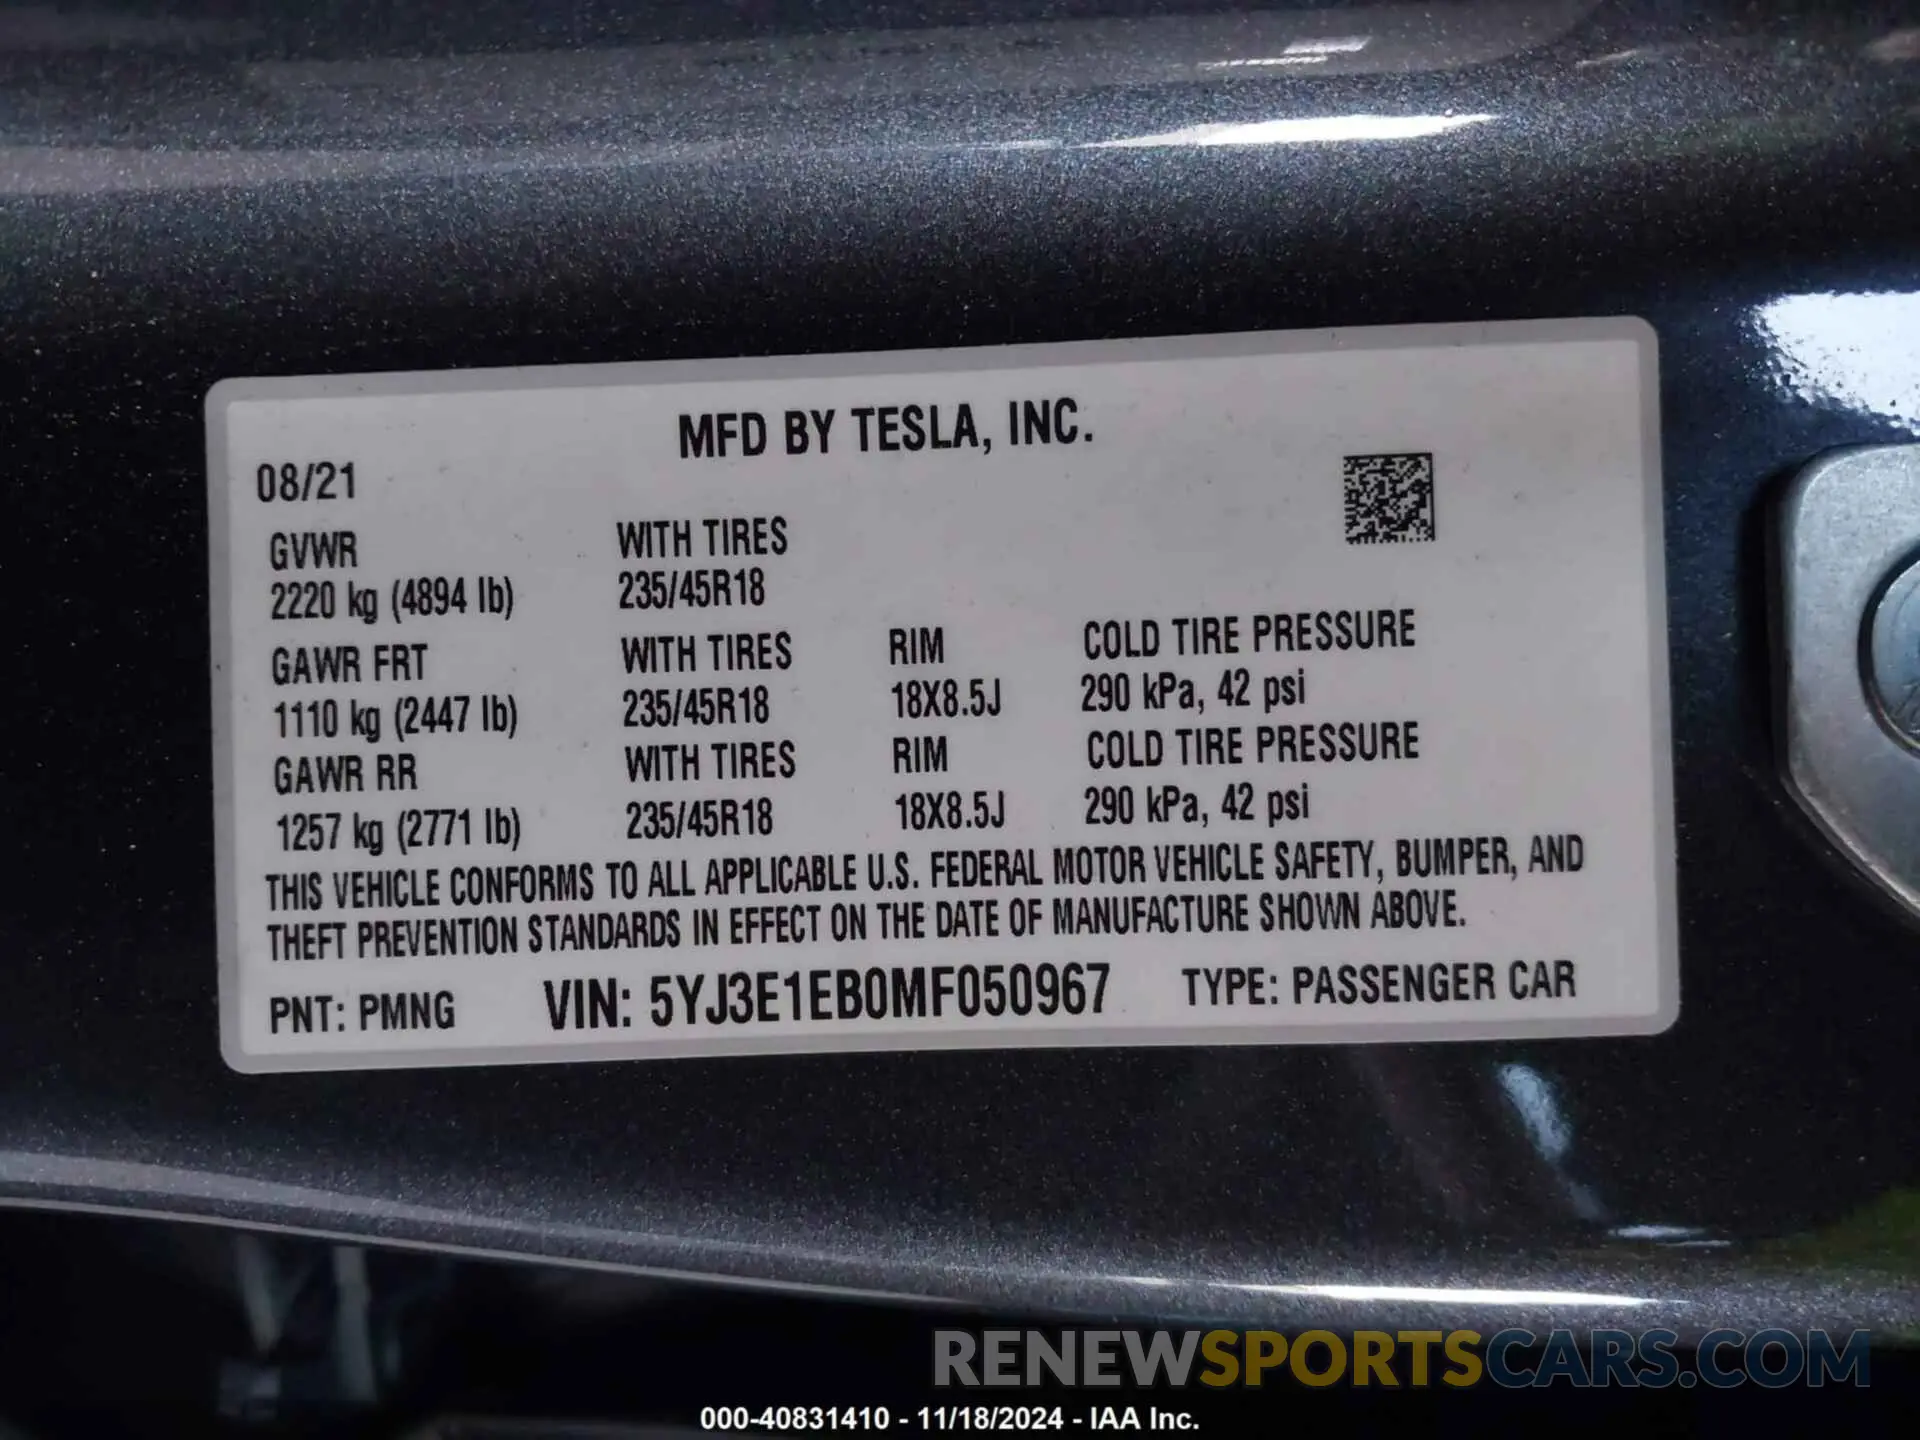 MFD BY TESLA, INC.
08/21
GVWR WITH TIRES
2220 kg (4894 lb) 235/45R18
GAWR FRT WITH TIRES RIM COLD TIRE PRESSURE
1110 kg (2447 lb) 235/45R18 18X8.5J 290 kPa, 42 psi
GAWR RR WITH TIRES RIM COLD TIRE PRESSURE
1257 kg (2771 lb) 235/45R18 18X8.5J 290 kPa, 42 psi
THIS VEHICLE CONFORMS TO ALL APPLICABLE U.S. FEDERAL MOTOR VEHICLE SAFETY, BUMPER, AND
THEFT PREVENTION STANDARDS IN EFFECT ON THE DATE OF MANUFACTURE SHOWN ABOVE.
PNT: PMNG VIN: 5YJ3E1EB0MF050967 TYPE: PASSENGER CAR
RENEWSPORTSCARS.COM
000-40831410 - 11/18/2024 - IAA Inc.